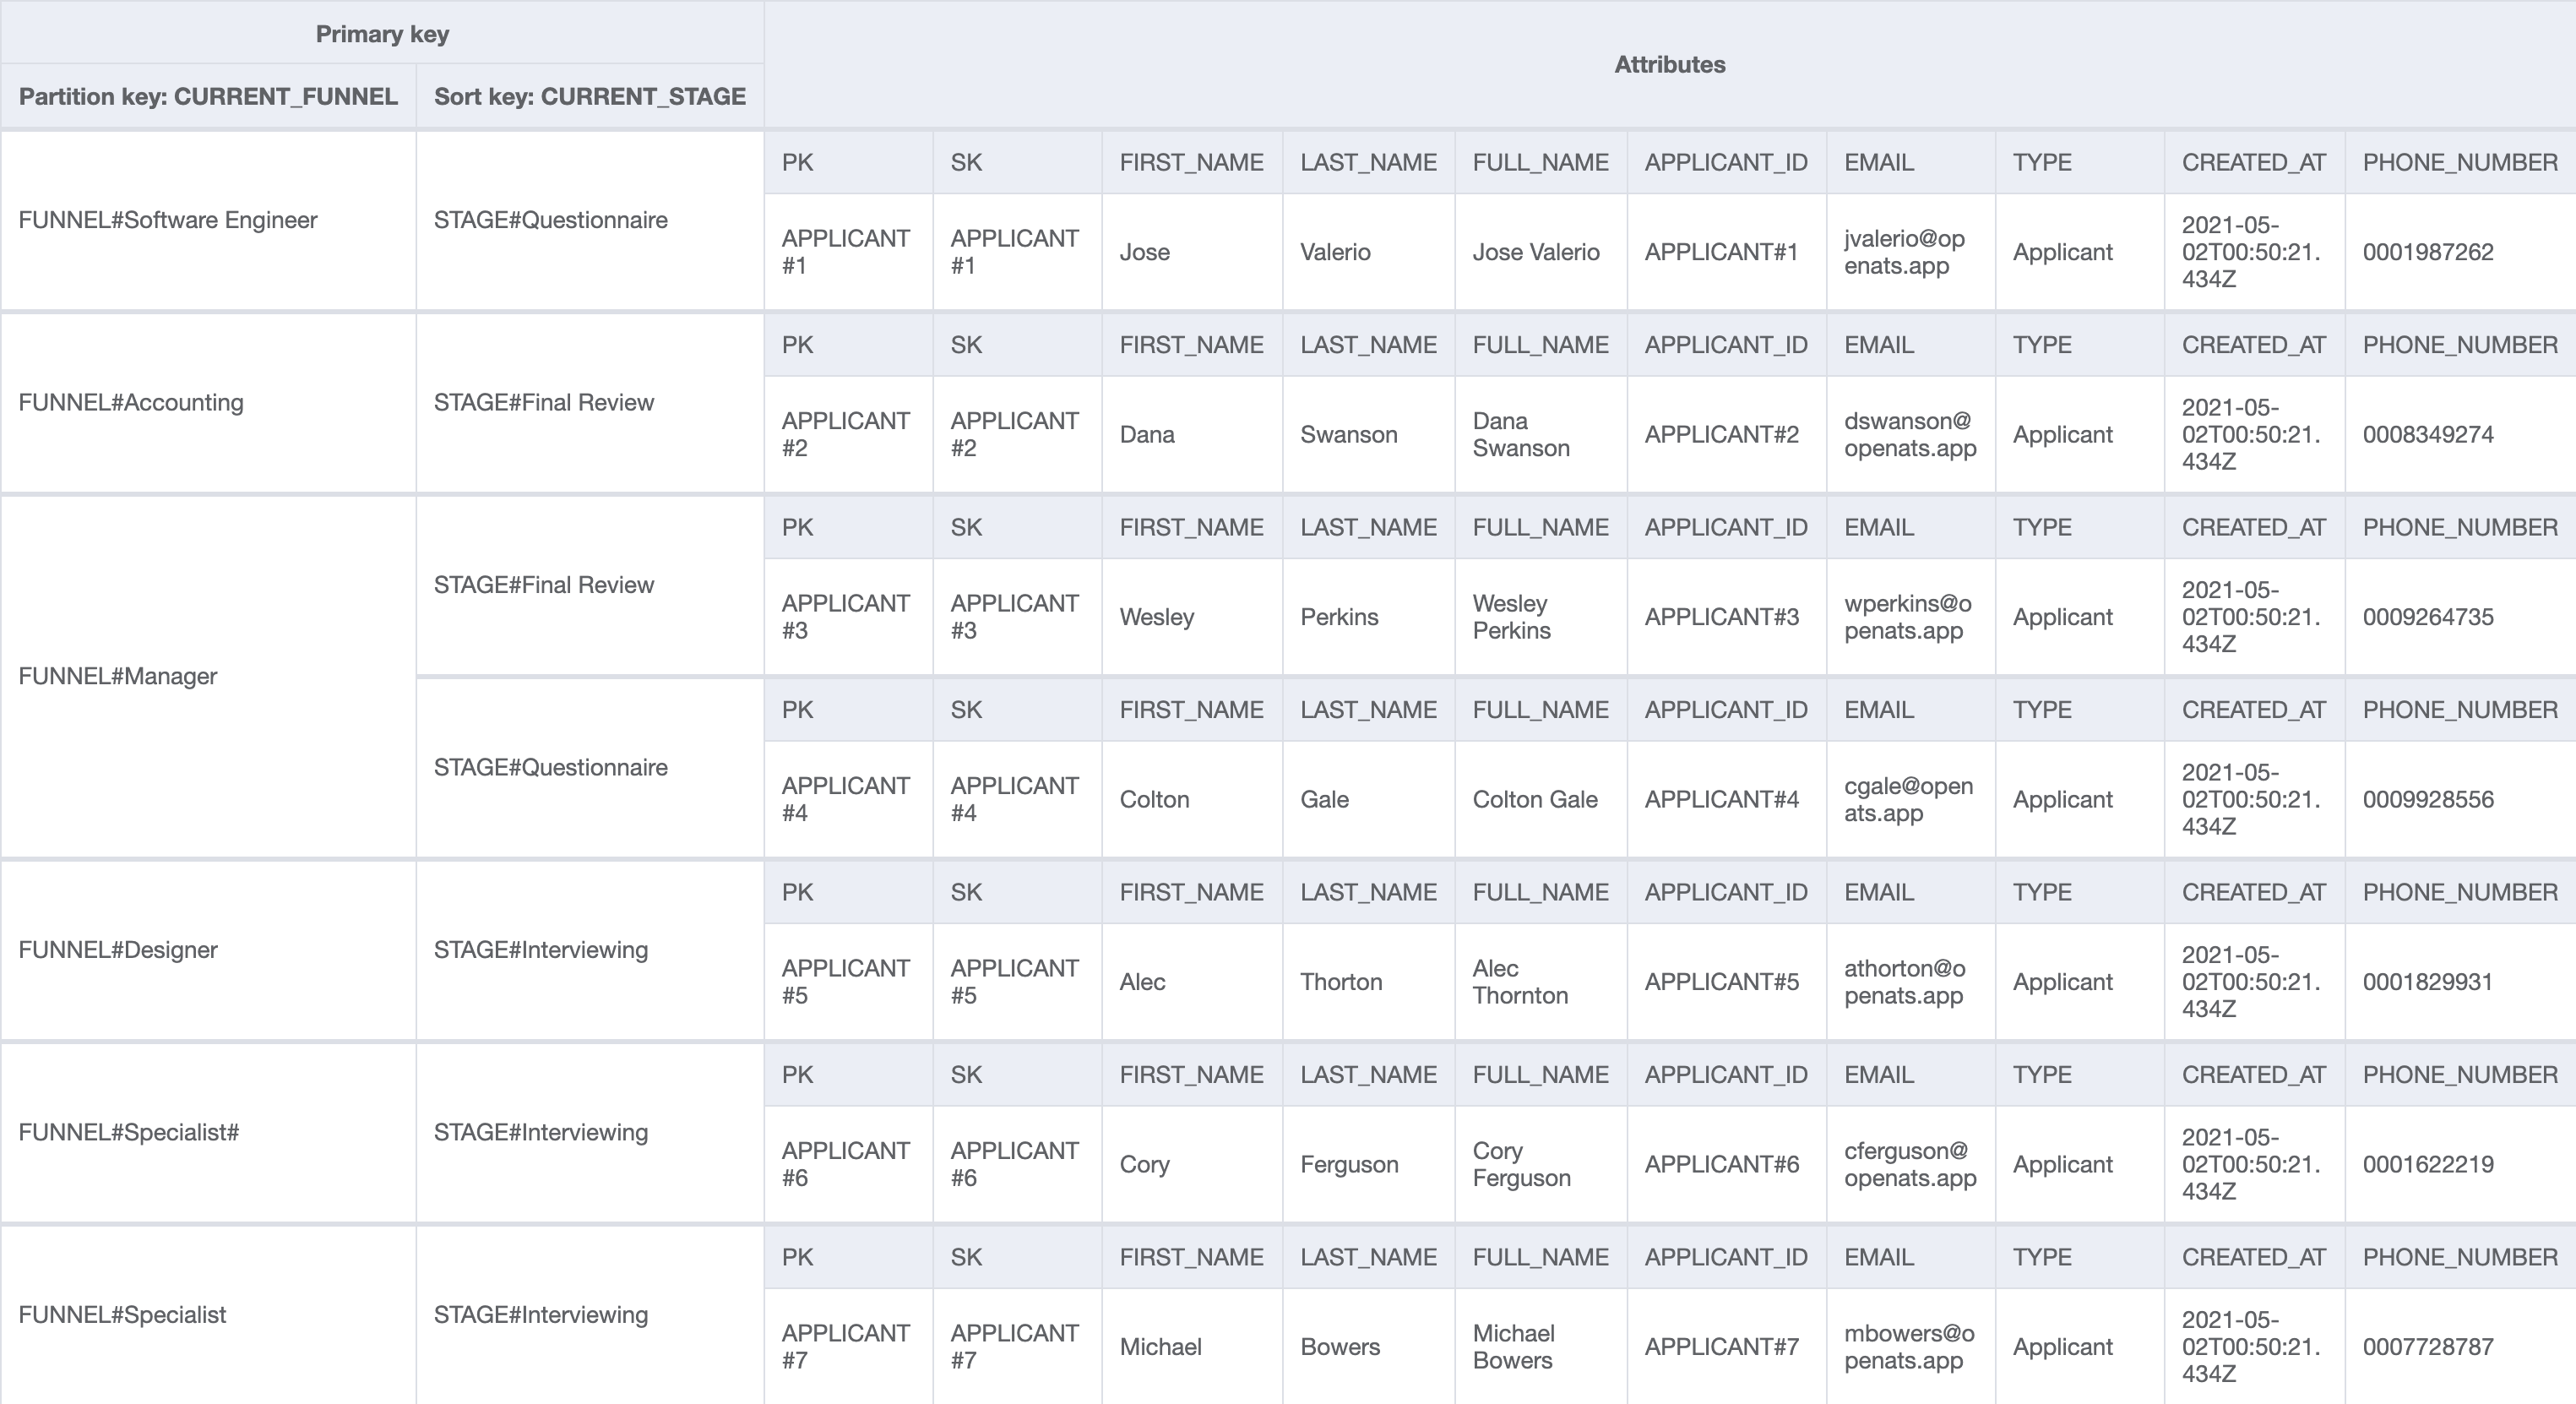 Primary key
Attributes
Partition key: CURRENT_FUNNEL Sort key: CURRENT_STAGE
PK SK FIRST_NAME LAST_NAME FULL_NAME APPLICANT_ID EMAIL TYPE CREATED_AT PHONE_NUMBER
FUNNEL#Software Engineer STAGE#Questionnaire
APPLICANT
#1
APPLICANT
#1
Jose Valerio Jose Valerio APPLICANT#1
jvalerio@op
enats.app
Applicant
2021-05-
02T00:50:21.
434Z
0001987262
PK SK FIRST_NAME LAST_NAME FULL_NAME APPLICANT_ID EMAIL TYPE CREATED_AT PHONE_NUMBER
FUNNEL#Accounting STAGE#Final Review
APPLICANT
#2
APPLICANT
#2
Dana Swanson
Dana
Swanson
APPLICANT#2
dswanson@
openats.app
Applicant
2021-05-
02T00:50:21.
434Z
0008349274
FUNNEL#Manager
PK SK FIRST_NAME LAST_NAME FULL_NAME APPLICANT_ID EMAIL TYPE CREATED_AT PHONE_NUMBER
STAGE#Final Review
APPLICANT
#3
APPLICANT
#3
Wesley Perkins
Wesley
Perkins
APPLICANT#3
wperkins@o
penats.app
Applicant
2021-05-
02T00:50:21.
434Z
0009264735
PK SK FIRST_NAME LAST_NAME FULL_NAME APPLICANT_ID EMAIL TYPE CREATED_AT PHONE_NUMBER
STAGE#Questionnaire
APPLICANT
#4
APPLICANT
#4
Colton Gale Colton Gale APPLICANT#4
cgale@open
ats.app
Applicant
2021-05-
02T00:50:21.
434Z
0009928556
PK SK FIRST_NAME LAST_NAME FULL_NAME APPLICANT_ID EMAIL TYPE CREATED_AT PHONE_NUMBER
FUNNEL#Designer STAGE#Interviewing
APPLICANT
#5
APPLICANT
#5
Alec Thorton
Alec
Thornton
APPLICANT#5
athorton@o
penats.app
Applicant
2021-05-
02T00:50:21.
434Z
0001829931
PK SK FIRST_NAME LAST_NAME FULL_NAME APPLICANT_ID EMAIL TYPE CREATED_AT PHONE_NUMBER
FUNNEL#Specialist# STAGE#Interviewing
APPLICANT
#6
APPLICANT
#6
Cory Ferguson
Cory
Ferguson
APPLICANT#6
cferguson@
openats.app
Applicant
2021-05-
02T00:50:21.
434Z
0001622219
PK SK FIRST_NAME LAST_NAME FULL_NAME APPLICANT_ID EMAIL TYPE CREATED_AT PHONE_NUMBER
FUNNEL#Specialist STAGE#Interviewing
APPLICANT
#7
APPLICANT
#7
Michael Bowers
Michael
Bowers
APPLICANT#7
mbowers@o
penats.app
Applicant
2021-05-
02T00:50:21.
434Z
0007728787